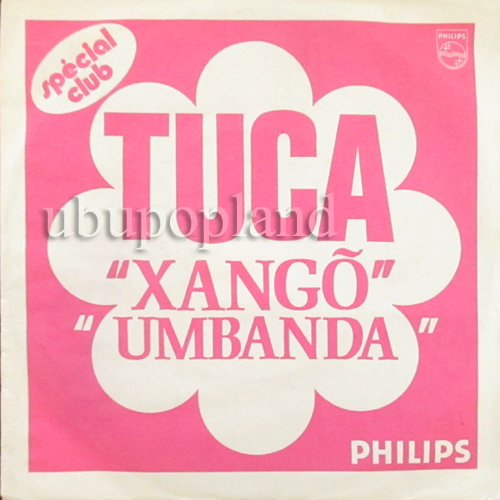 spécial
club
PHILIPS
TUCA
ubupopland
"XANGÕ"
"UMBANDA"
PHILIPS